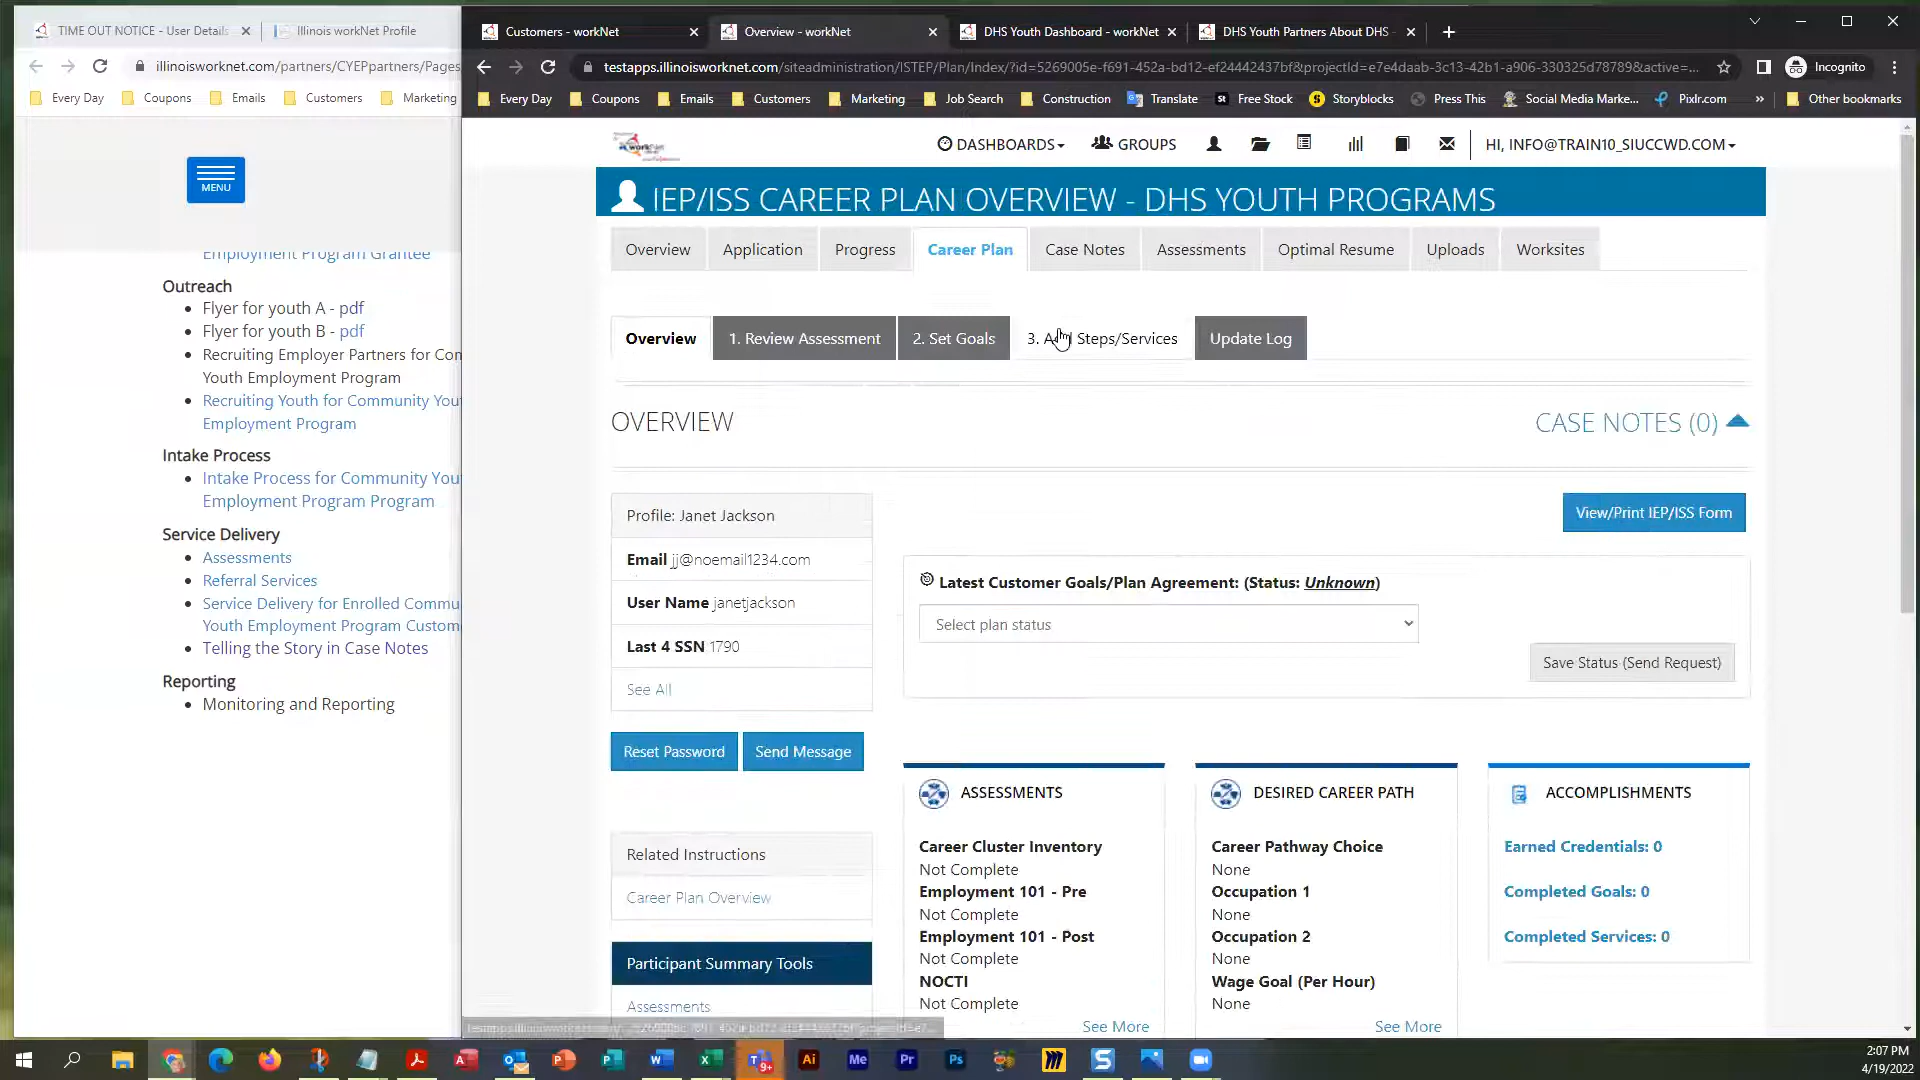 TIME OUT NOTICE - User Details
Illinois workNet Profile
illinoisworknet.com/partners/CYEPpartners/Pages
Every Day
Coupons
Emails
Customers
Marketing
MENU
Employment Program Grantee
Outreach
Flyer for youth A - pdf
Flyer for youth B - pdf
Recruiting Employer Partners for Com
Youth Employment Program
Recruiting Youth for Community You
Employment Program
Intake Process
Intake Process for Community You
Employment Program Program
Service Delivery
Assessments
Referral Services
Service Delivery for Enrolled Commu
Youth Employment Program Custom
Telling the Story in Case Notes
Reporting
Monitoring and Reporting
Customers - workNet
Overview - workNet
DHS Youth Dashboard - workNet
DHS Youth Partners About DHS -
testapps.illinoisworknet.com/siteadministration/ISTEP/Plan/Index/?id=5269005e-f691-452a-bd12-ef24442437bf&projectId=e7e4daab-3c13-42b1-a906-330325d78789&active=...
Incognito
Every Day
Coupons
Emails
Customers
Marketing
Job Search
Construction
Translate
Free Stock
Storyblocks
Press This
Social Media Marke...
Pixlr.com
»
Other bookmarks
DASHBOARDS
GROUPS
HI, INFO@TRAIN10_SIUCCWD.COM
IEP/ISS CAREER PLAN OVERVIEW - DHS YOUTH PROGRAMS
Overview
Application
Progress
Career Plan
Case Notes
Assessments
Optimal Resume
Uploads
Worksites
Overview
1. Review Assessment
2. Set Goals
3. Add Steps/Services
Update Log
OVERVIEW
CASE NOTES (0)
Profile: Janet Jackson
Email jj@noemail1234.com
User Name janetjackson
Last 4 SSN 1790
See All
Reset Password
Send Message
View/Print IEP/ISS Form
Latest Customer Goals/Plan Agreement: (Status: Unknown)
Select plan status
Save Status (Send Request)
Related Instructions
Career Plan Overview
Participant Summary Tools
Assessments
ASSESSMENTS
Career Cluster Inventory
Not Complete
Employment 101 - Pre
Not Complete
Employment 101 - Post
Not Complete
NOCTI
Not Complete
See More
DESIRED CAREER PATH
Career Pathway Choice
None
Occupation 1
None
Occupation 2
None
Wage Goal (Per Hour)
None
See More
ACCOMPLISHMENTS
Earned Credentials: 0
Completed Goals: 0
Completed Services: 0
9+
Ai
Me
Pr
Ps
2:07 PM
4/19/2022